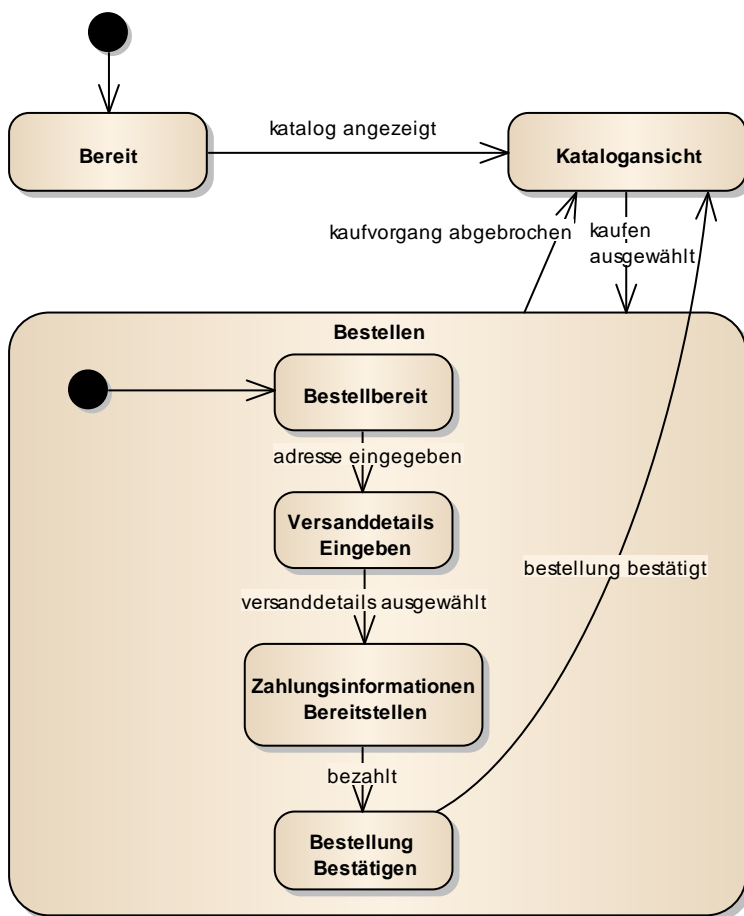 katalog angezeigt
Bereit
Katalogansicht
kaufvorgang abgebrochen
kaufen
ausgewählt
Bestellen
Bestellbereit
adresse eingegeben
Versanddetails
Eingeben
bestellung bestätigt
versanddetails ausgewählt
Zahlungsinformationen
Bereitstellen
bezahlt
Bestellung
Bestätigen